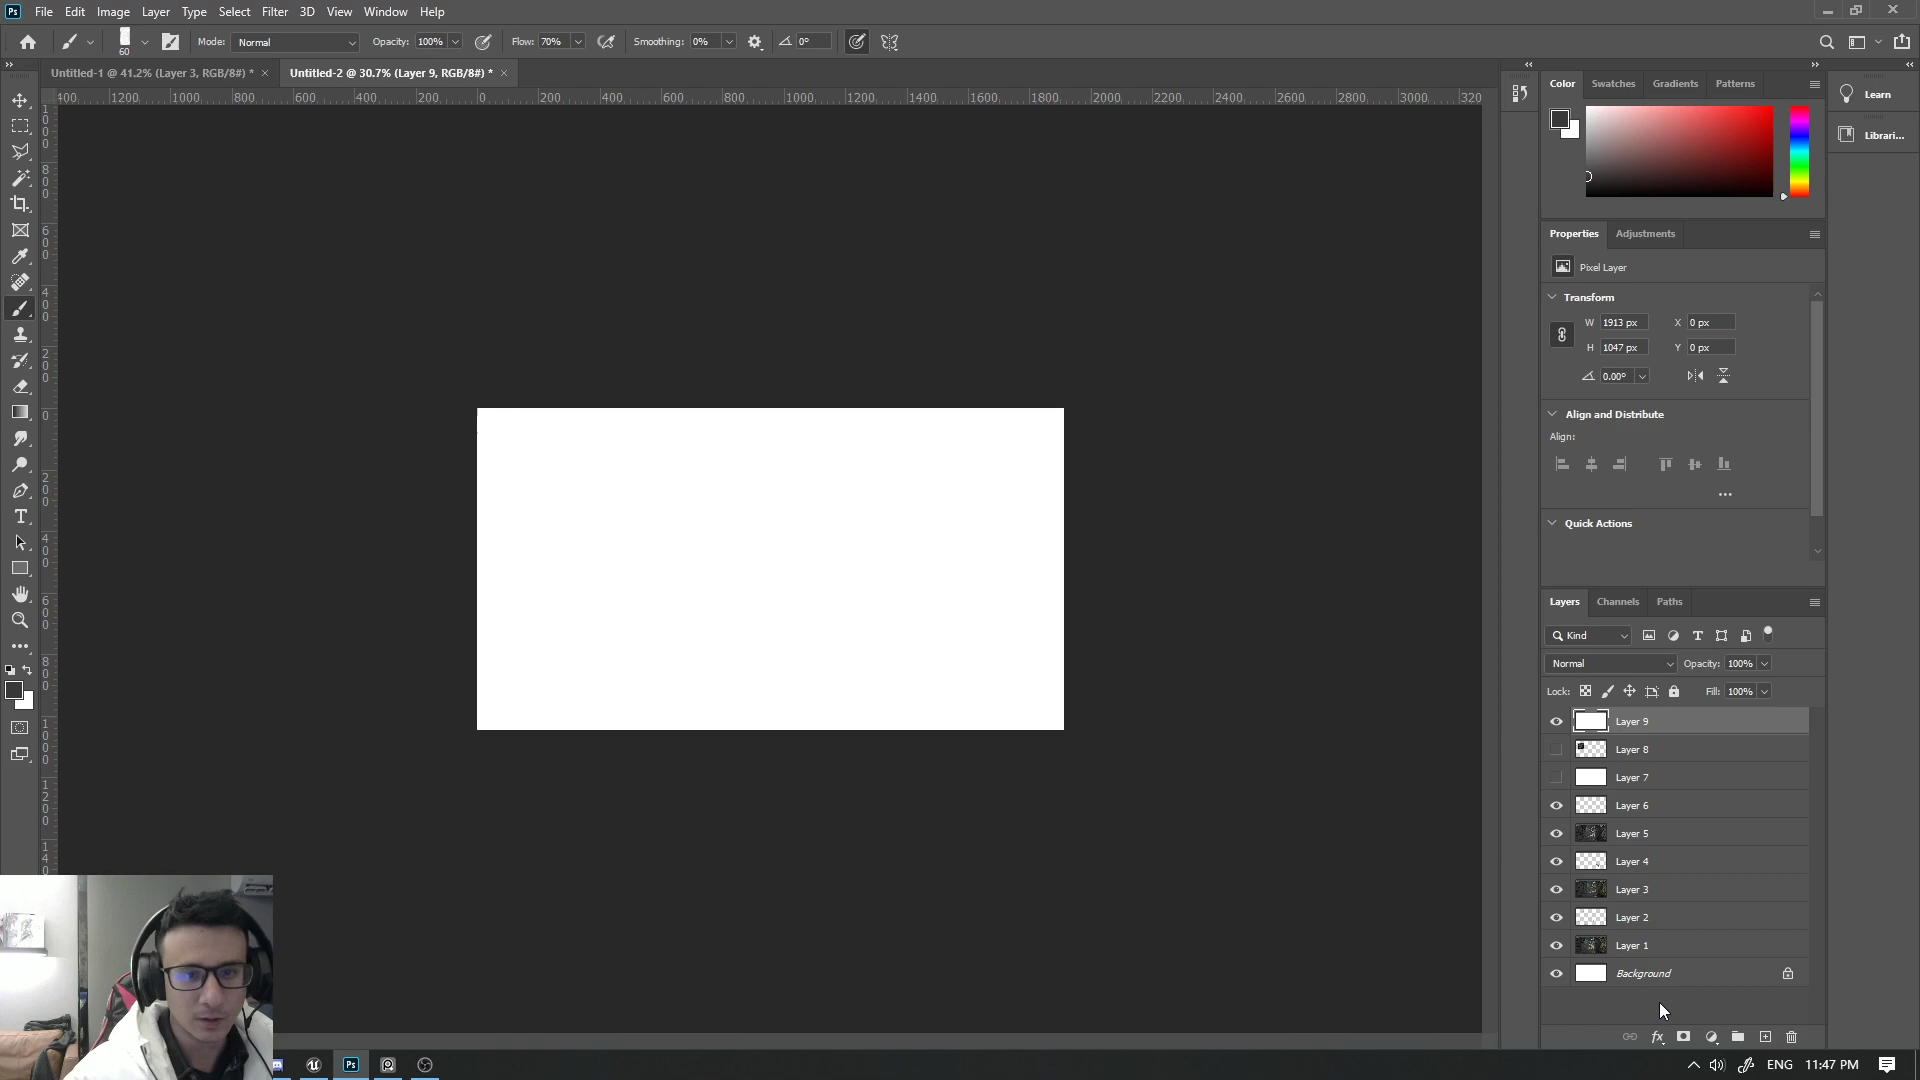 Ps File Edit Image Layer Type Select Filter 3D View Window Help
60 Mode: Normal Opacity: 100% Flow: 70% Smoothing: 0% 0°
Untitled-1 @ 41.2% (Layer 3, RGB/8#) * Untitled-2 @ 30.7% (Layer 9, RGB/8#) *
400 1200 1000 800 600 400 200 0 200 400 600 800 1000 1200 1400 1600 1800 2000 2200 2400 2600 2800 3000 320
Color Swatches Gradients Patterns
Learn
Librari...
Properties Adjustments
Pixel Layer
Transform
W 1913 px X 0 px
H 1047 px Y 0 px
0.00°
Align and Distribute
Align:
Quick Actions
Layers Channels Paths
Kind
Normal Opacity: 100%
Lock: Fill: 100%
Layer 9
Layer 8
Layer 7
Layer 6
Layer 5
Layer 4
Layer 3
Layer 2
Layer 1
Background
fx
Ps ENG 11:47 PM